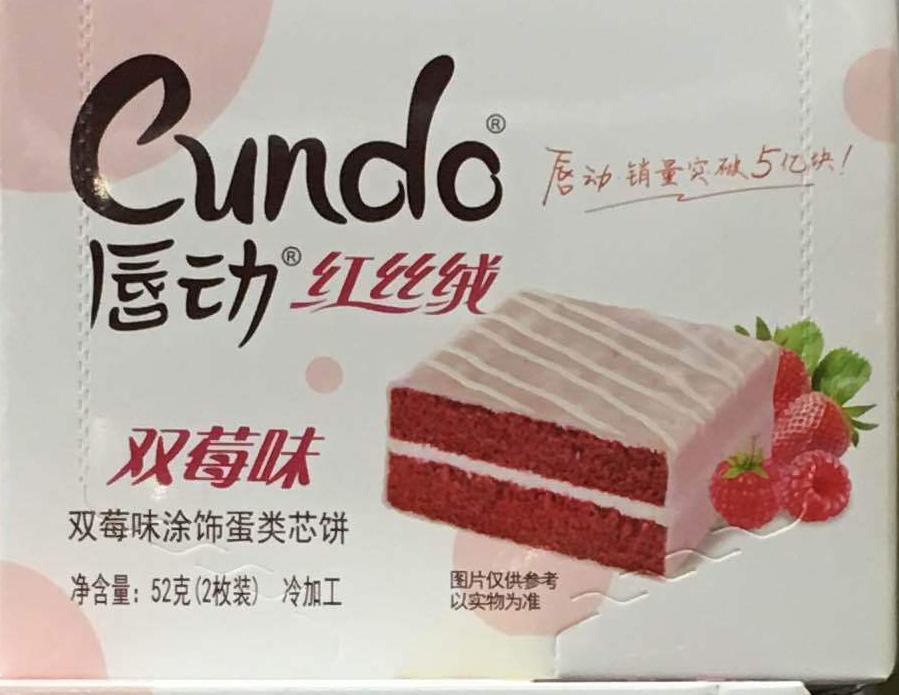 Cundo®
唇动·销量突破5亿块!
唇动®红丝绒
双莓味
双莓味涂饰蛋类芯饼
净含量：52克(2枚装) 冷加工
图片仅供参考
以实物为准